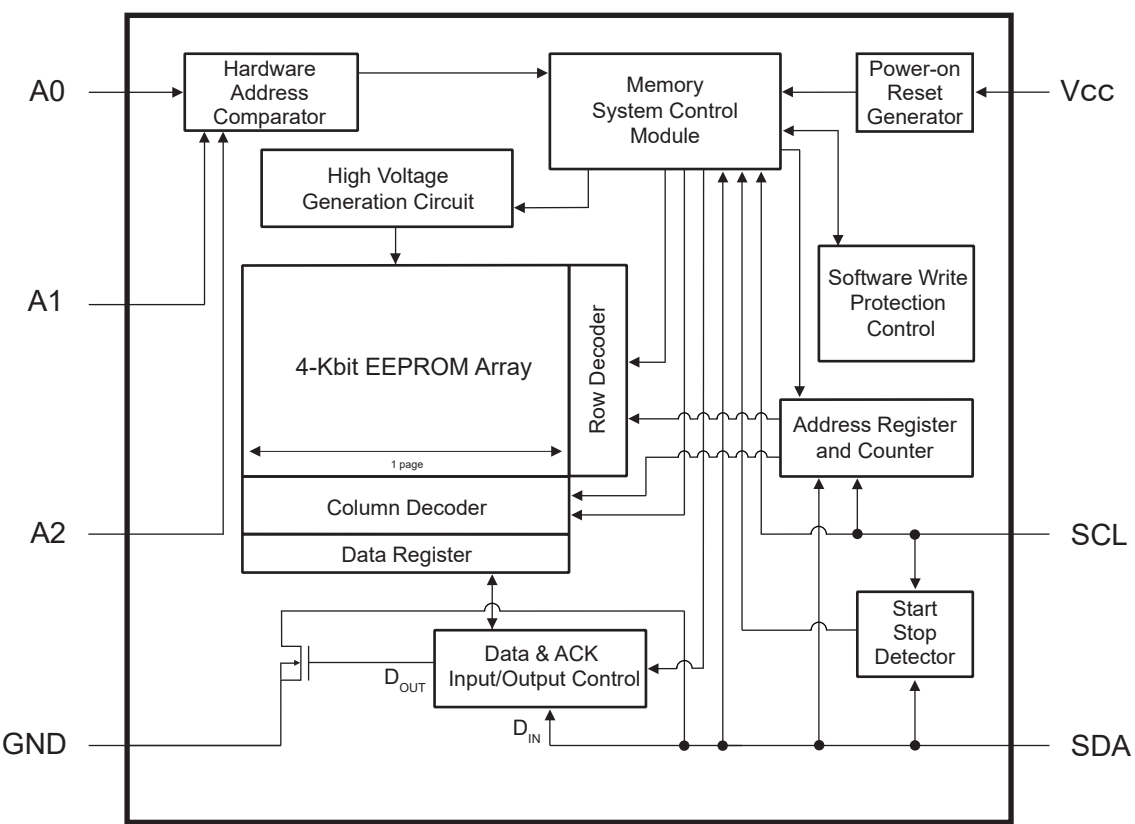 Hardware
Address
Comparator
Memory
System Control
Module
Power-on
Reset
Generator
A0
Vcc
High Voltage
Generation Circuit
Software Write
Protection
Control
A1
4-Kbit EEPROM Array
Row Decoder
1 page
Address Register
and Counter
Column Decoder
A2
SCL
Data Register
Start
Stop
Detector
Data & ACK
Input/Output Control
DOUT
DIN
GND
SDA